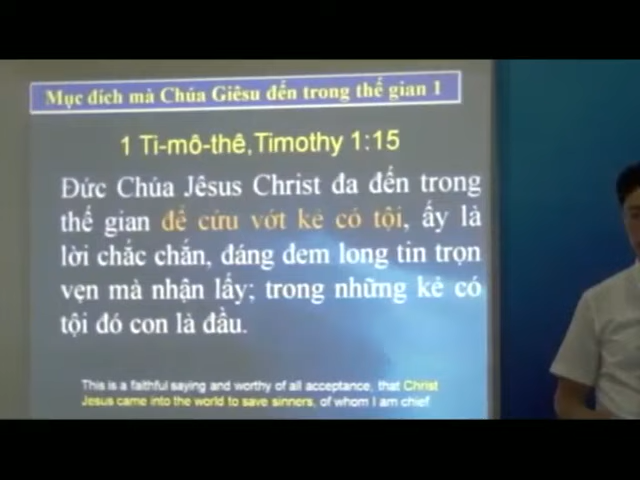 Mục đích mà Chúa Giêsu đến trong thế gian 1
1 Ti-mô-thê,Timothy 1:15
Đức Chúa Jêsus Christ đa đến trong
thế gian để cứu vớt kẻ có tội, ấy là
lời chắc chắn, đáng đem long tin trọn
vẹn mà nhận lấy; trong những kẻ có
tội đó con là đầu.
This is a faithful saying and worthy of all acceptance, that Christ
Jesus came into the world to save sinners, of whom I am chief